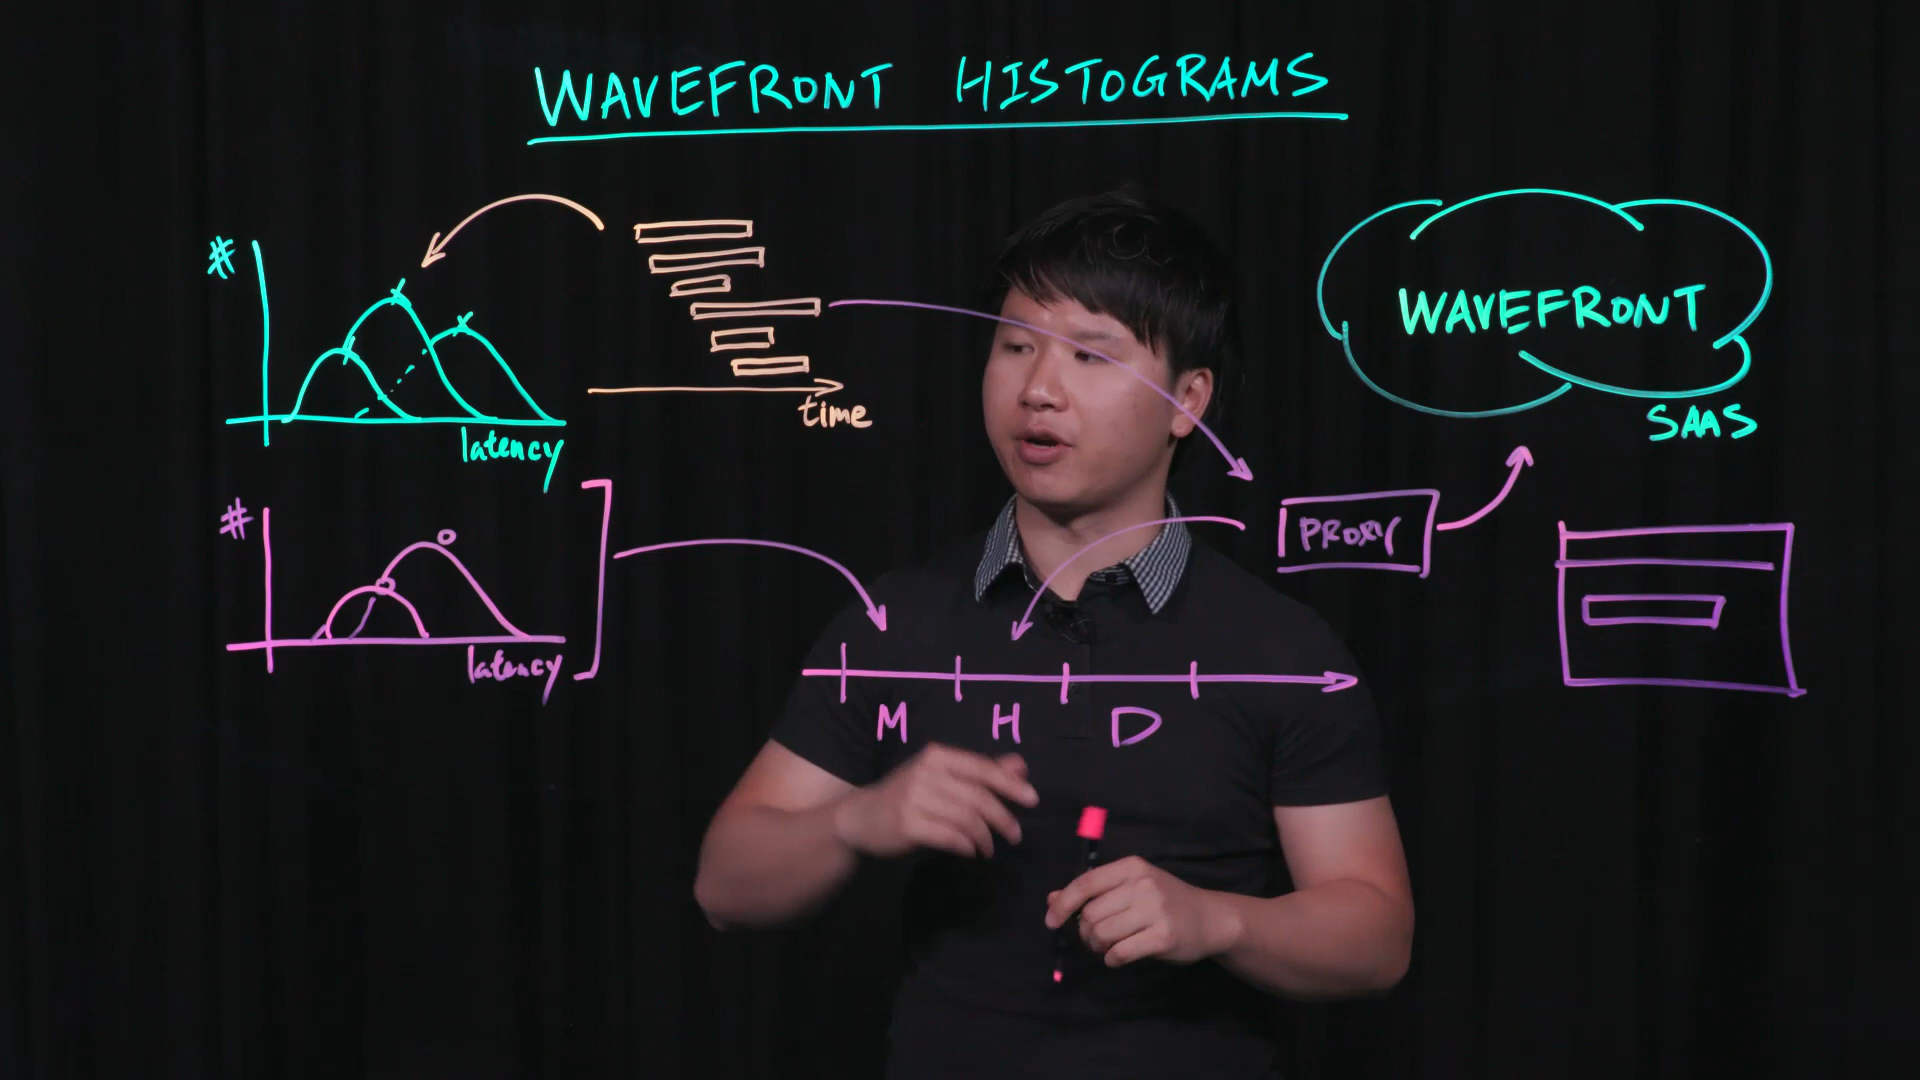 WAVEFRONT HISTOGRAMS
#
WAVEFRONT
SAAS
time
latency
#
PROXY
latency
M H D